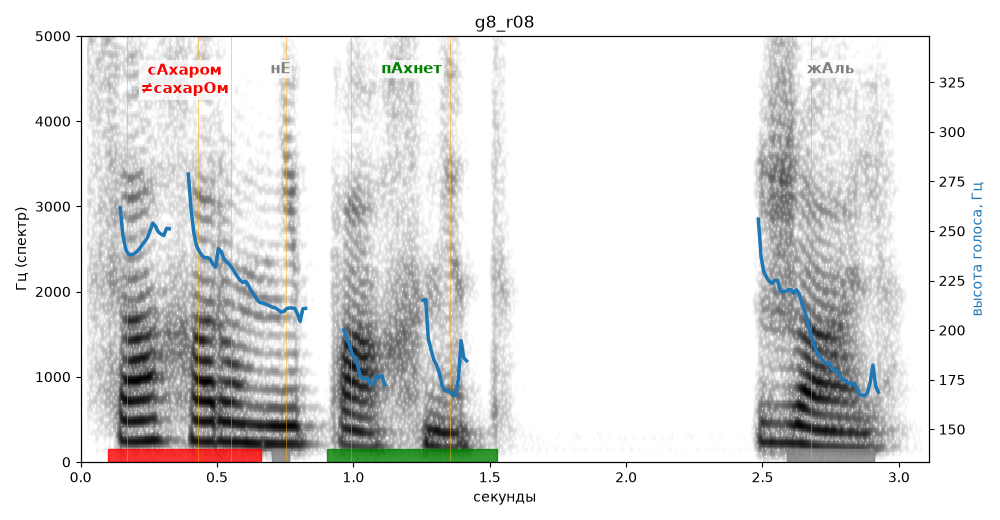 g8_r08
сАхаром
≠сахарОм
нЕ
пАхнет
жАль
Гц (спектр)
5000
4000
3000
2000
1000
0
325
300
275
250
225
200
175
150
высота голоса, Гц
0.0 0.5 1.0 1.5 2.0 2.5 3.0
секунды